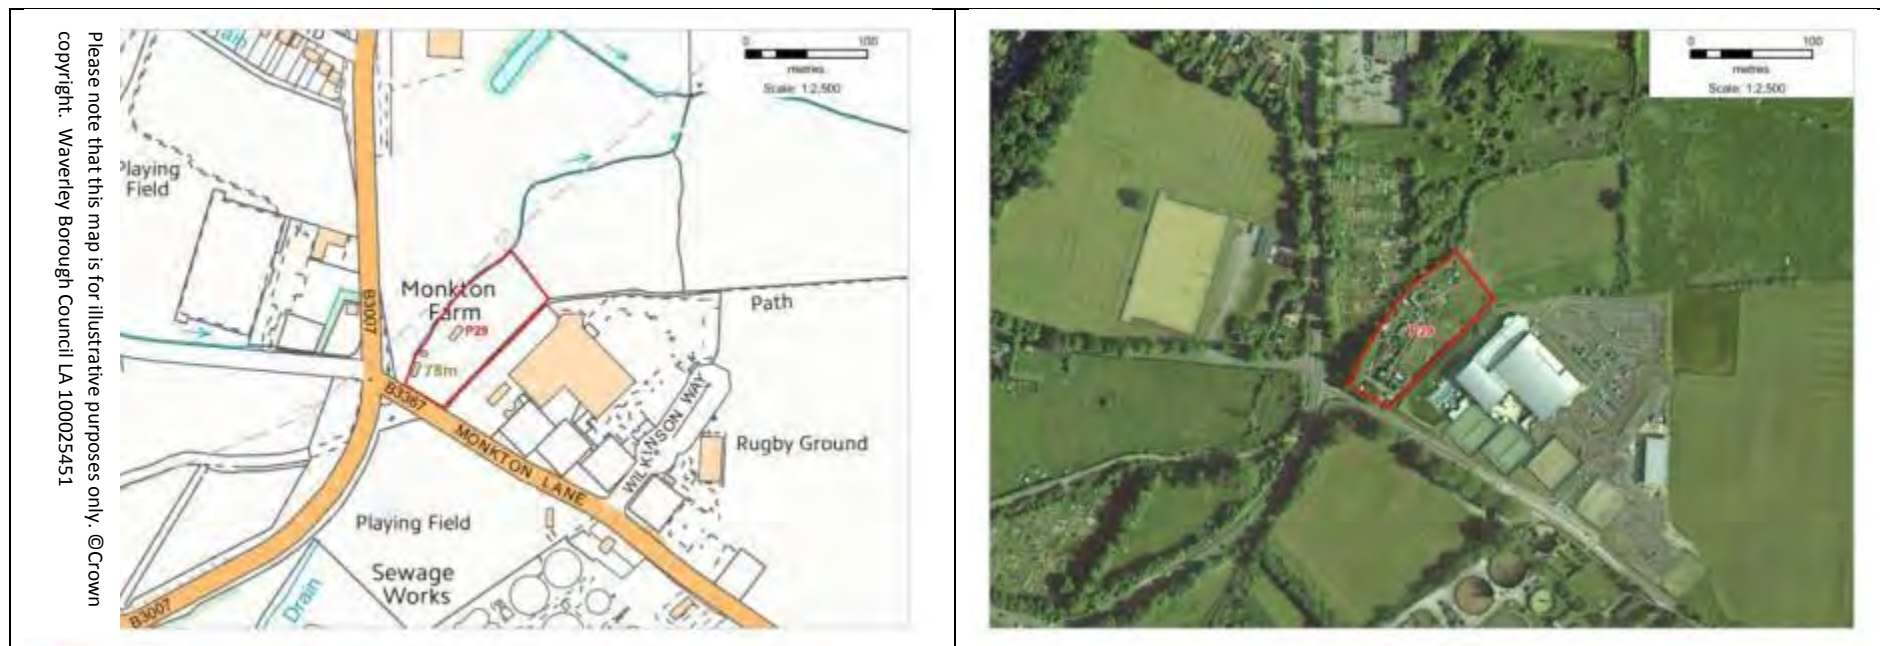 Please note that this map is for illustrative purposes only. ©Crown
copyright. Waverley Borough Council LA 100025451
0 100
metres
Scale: 1:2,500
Playing
Field
B3007
Monkton
Farm
P29
78m
B3367
MONKTON LANE
WILKINSON WAY
Path
Rugby Ground
Playing Field
Sewage
Works
Drain
B3007
0 100
metres
Scale: 1:2,500
P29